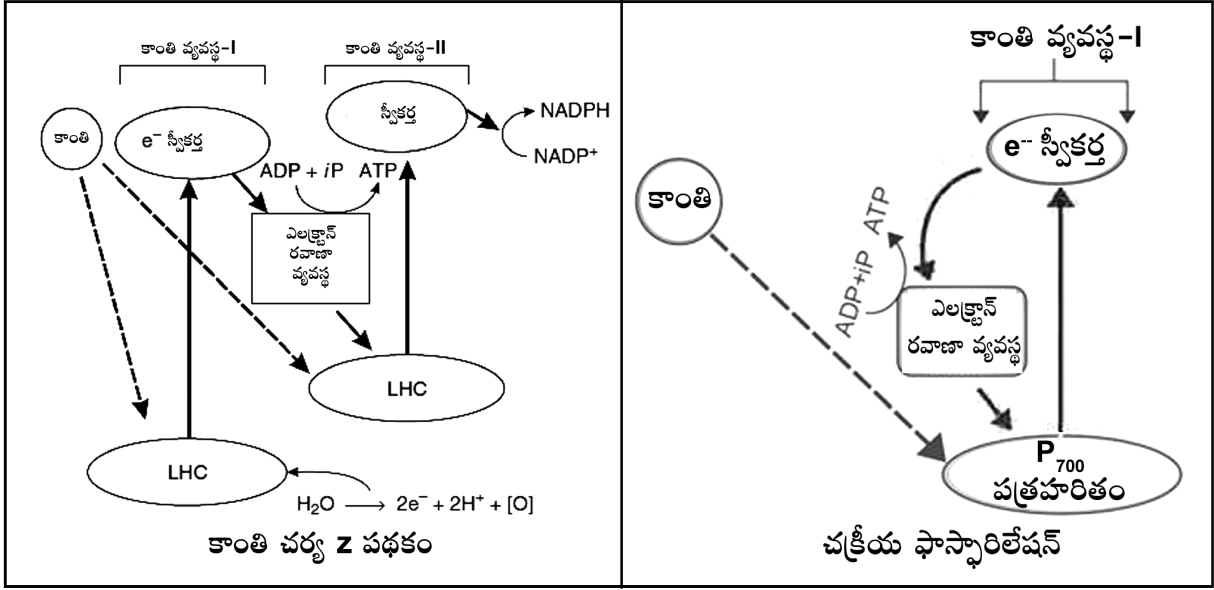 కాంతి వ్యవస్థ-I
కాంతి వ్యవస్థ-II
కాంతి
e⁻ స్వీకర్త
స్వీకర్త
NADPH
NADP⁺
ADP + iP ATP
ఎలక్ట్రాన్
రవాణా
వ్యవస్థ
LHC
LHC
H₂O → 2e⁻ + 2H⁺ + [O]
కాంతి చర్య z పథకం
కాంతి వ్యవస్థ-I
e⁻⁻ స్వీకర్త
కాంతి
ADP+iP ATP
ఎలక్ట్రాన్
రవాణా వ్యవస్థ
P₇₀₀
పత్రహరితం
చక్రీయ ఫాస్ఫారిలేషన్